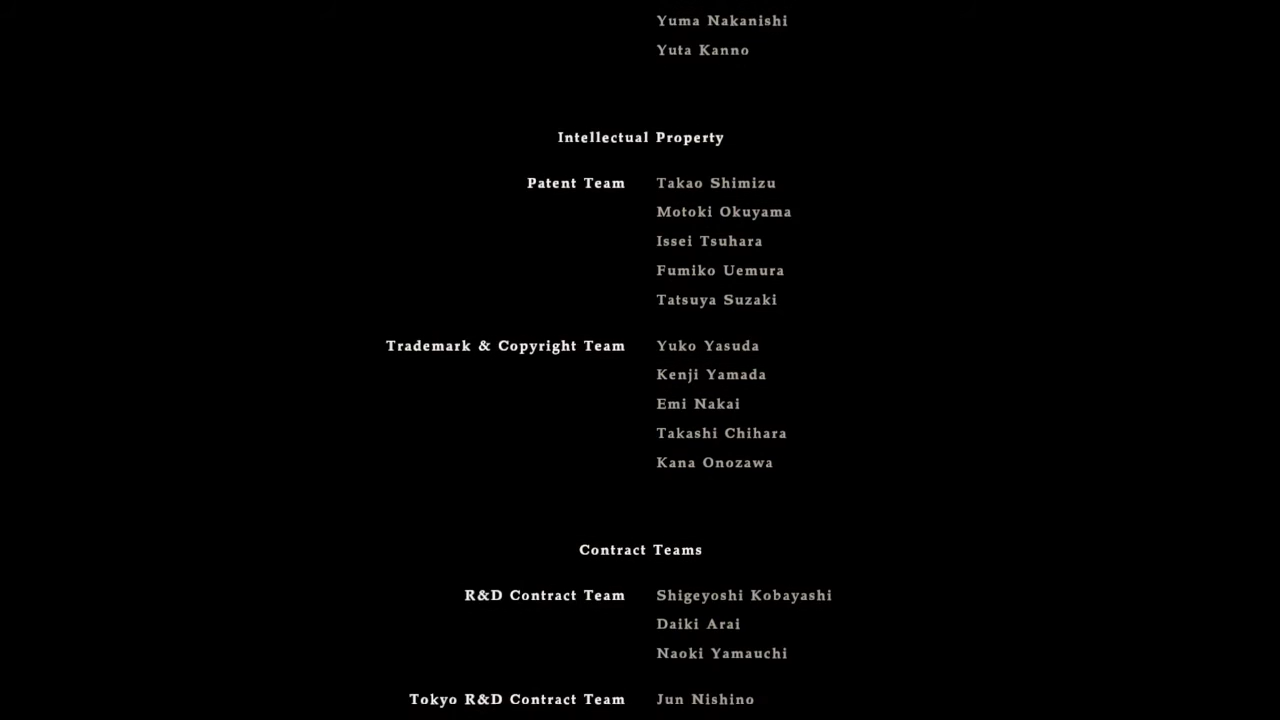 Yuma Nakanishi
Yuta Kanno
Intellectual Property
Patent Team Takao Shimizu
Motoki Okuyama
Issei Tsuhara
Fumiko Uemura
Tatsuya Suzaki
Trademark & Copyright Team Yuko Yasuda
Kenji Yamada
Emi Nakai
Takashi Chihara
Kana Onozawa
Contract Teams
R&D Contract Team Shigeyoshi Kobayashi
Daiki Arai
Naoki Yamauchi
Tokyo R&D Contract Team Jun Nishino